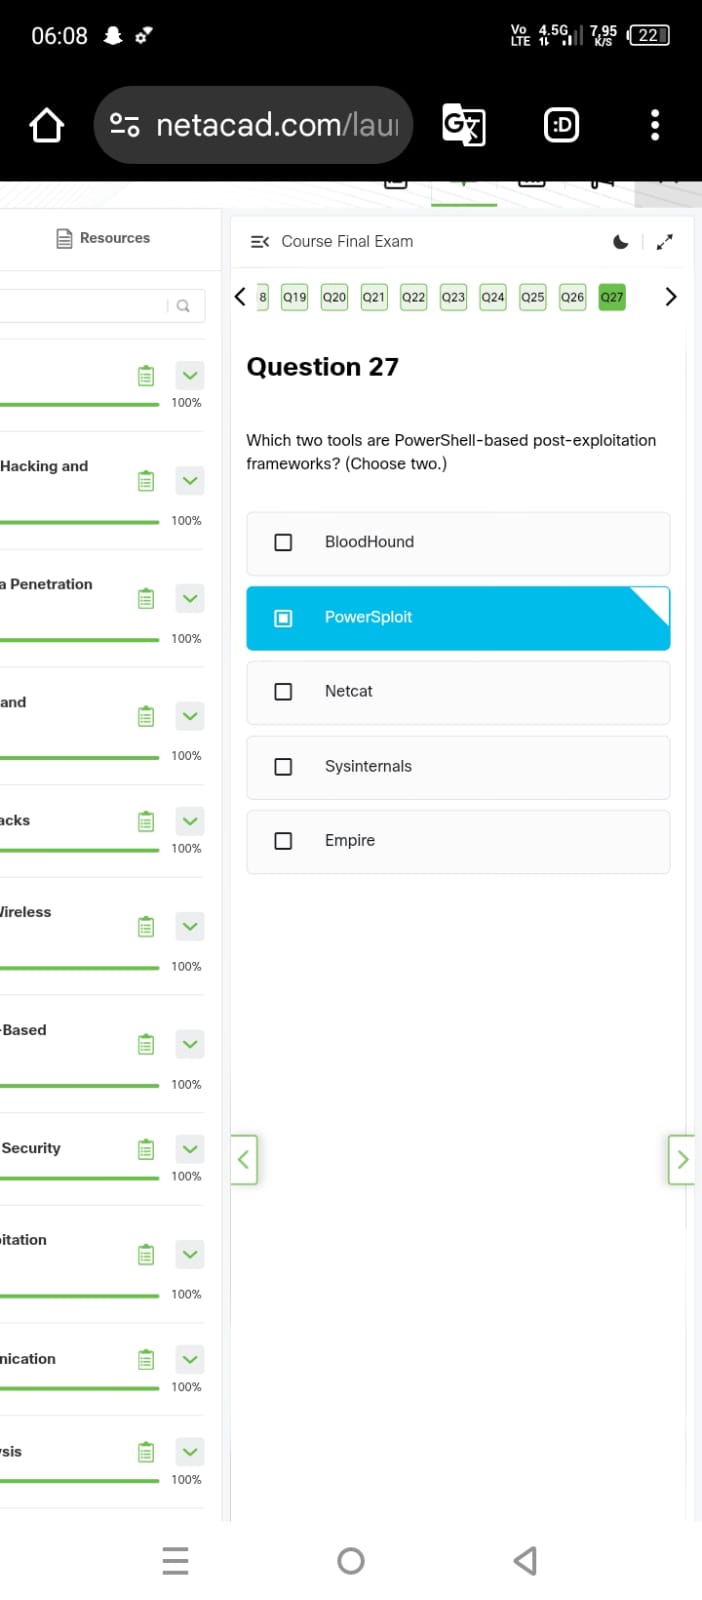 06:08
Vo LTE 4.5G 7,95 K/S 22
netacad.com/lau
Resources
Course Final Exam
8 Q19 Q20 Q21 Q22 Q23 Q24 Q25 Q26 Q27
Question 27
100%
Which two tools are PowerShell-based post-exploitation
frameworks? (Choose two.)
Hacking and
100%
BloodHound
a Penetration
PowerSploit
100%
Netcat
and
100%
Sysinternals
acks
Empire
100%
Vireless
100%
-Based
100%
Security
100%
itation
100%
nication
100%
sis
100%